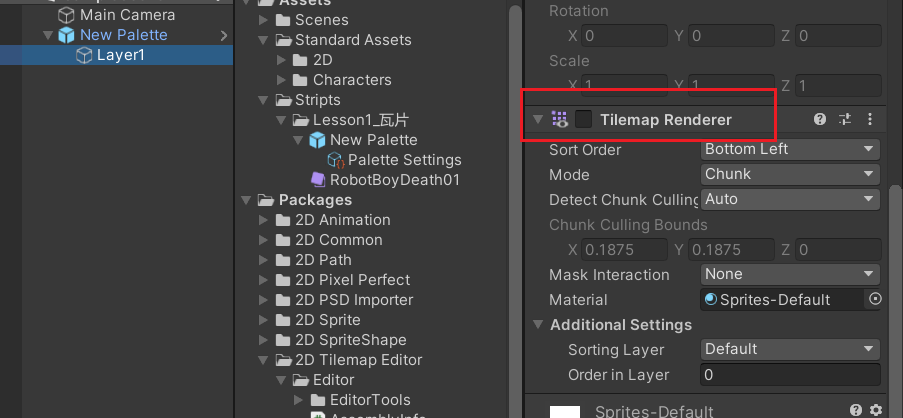 Main Camera
New Palette
Layer1
Assets
Scenes
Standard Assets
2D
Characters
Stripts
Lesson1_瓦片
New Palette
Palette Settings
RobotBoyDeath01
Packages
2D Animation
2D Common
2D Path
2D Pixel Perfect
2D PSD Importer
2D Sprite
2D SpriteShape
2D Tilemap Editor
Editor
EditorTools
AssemblyInfo
Rotation
X 0 Y 0 Z 0
Scale
X 1 Y 1 Z 1
Tilemap Renderer
Sort Order Bottom Left
Mode Chunk
Detect Chunk Culling Auto
Chunk Culling Bounds
X 0.1875 Y 0.1875 Z 0
Mask Interaction None
Material Sprites-Default
Additional Settings
Sorting Layer Default
Order in Layer 0
Sprites-Default